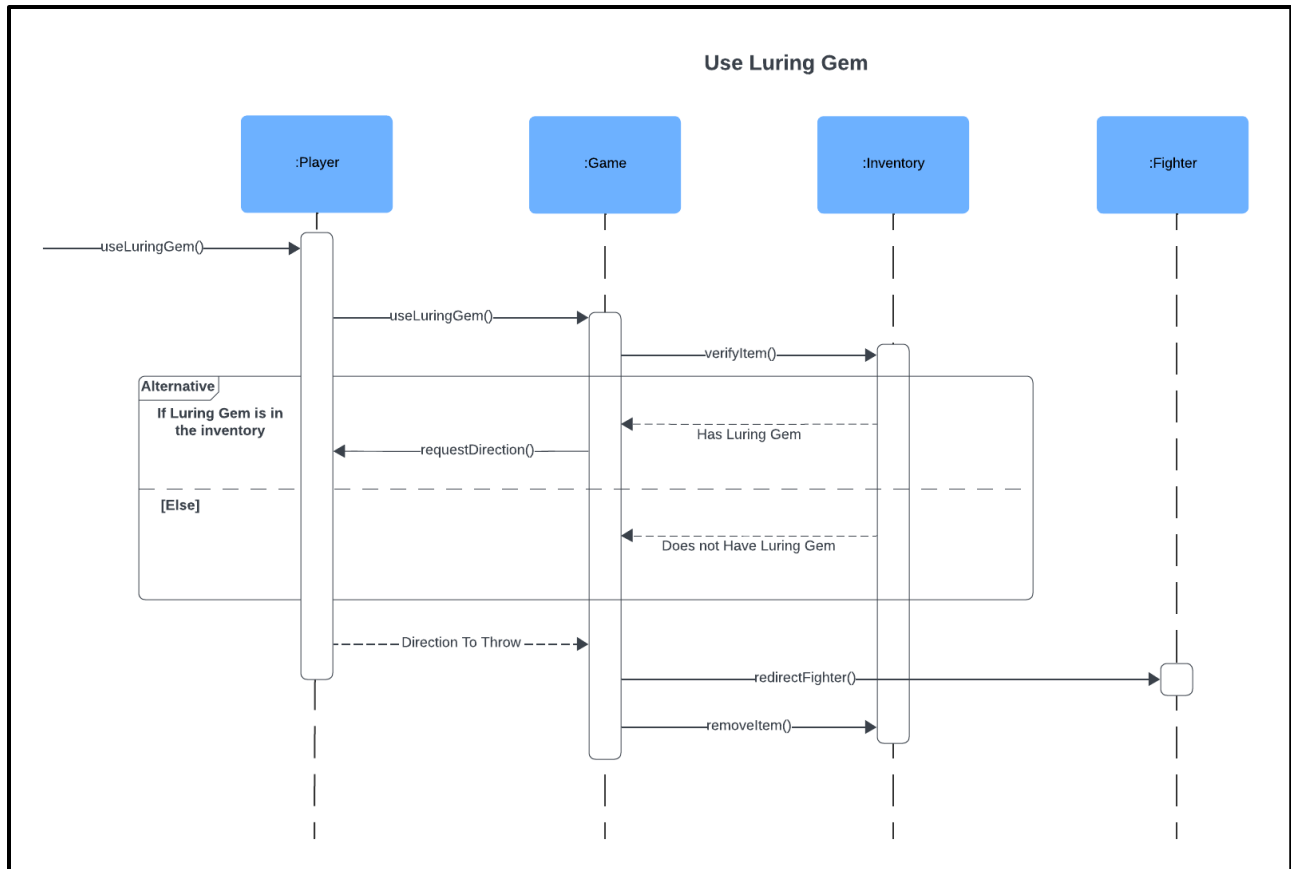 Use Luring Gem
:Player
:Game
:Inventory
:Fighter
useLuringGem()
useLuringGem()
verifyItem()
Alternative
If Luring Gem is in
the inventory
Has Luring Gem
requestDirection()
[Else]
Does not Have Luring Gem
Direction To Throw
redirectFighter()
removeItem()